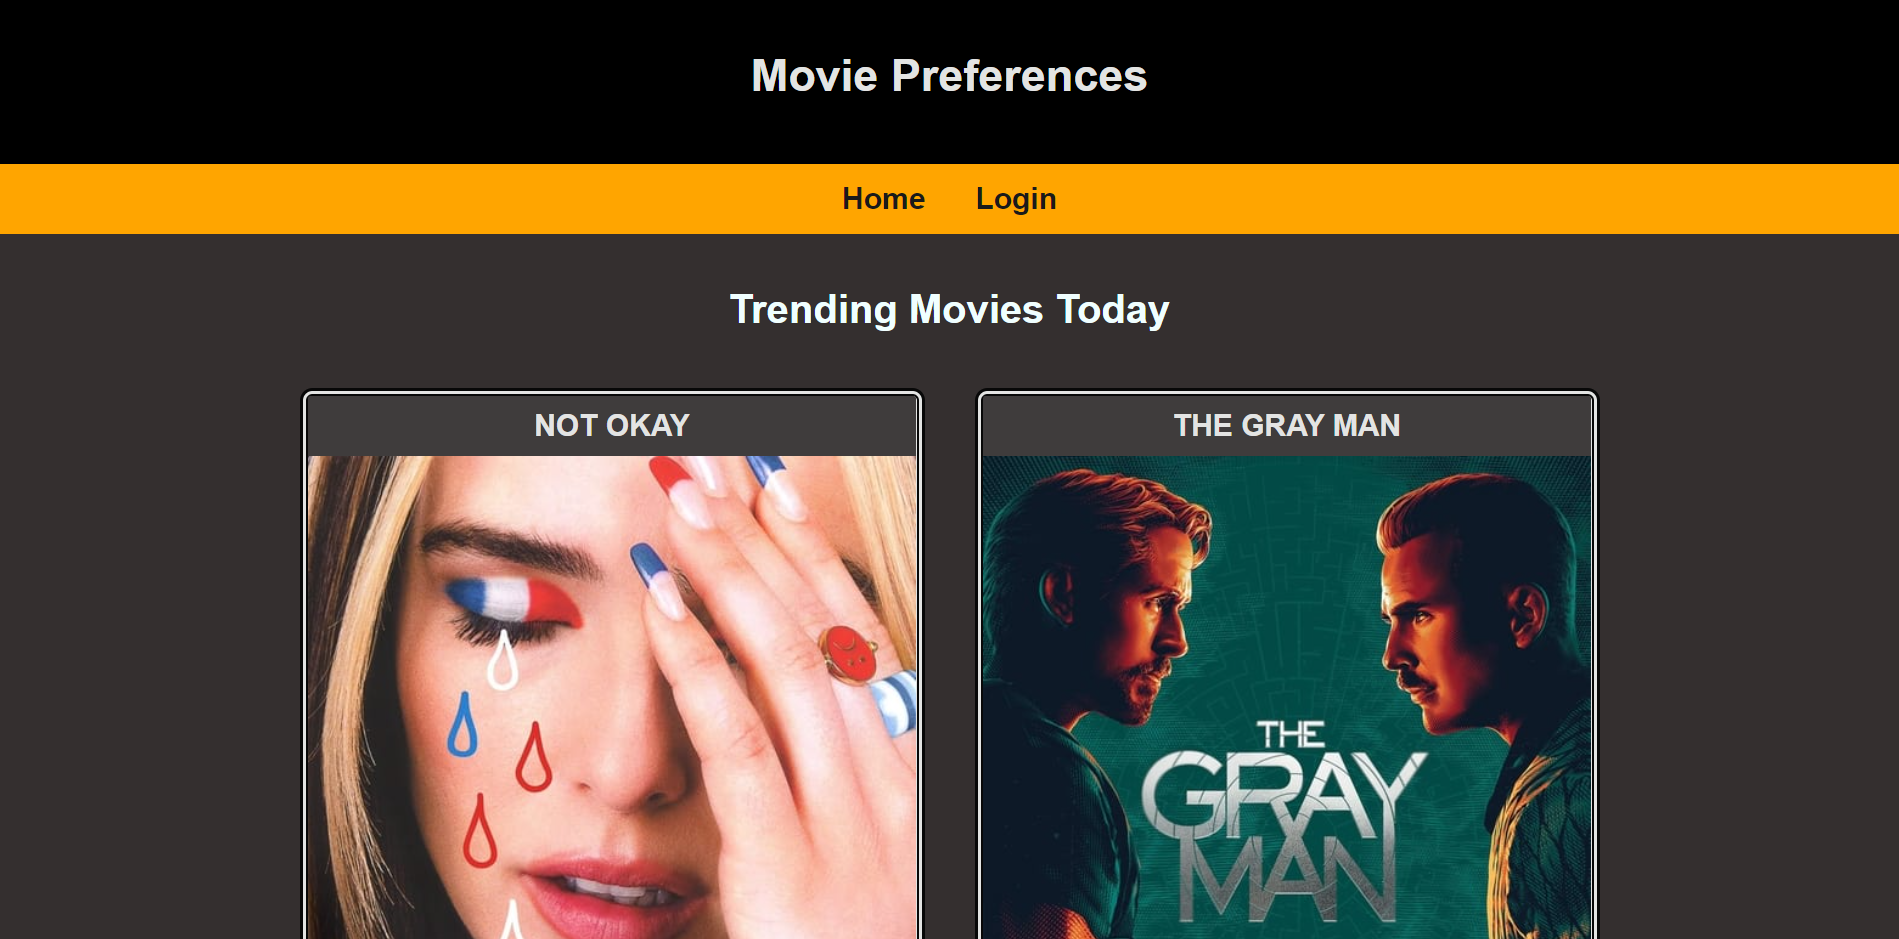 Movie Preferences
Home Login
Trending Movies Today
NOT OKAY
THE GRAY MAN
THE
GRAY
MAN